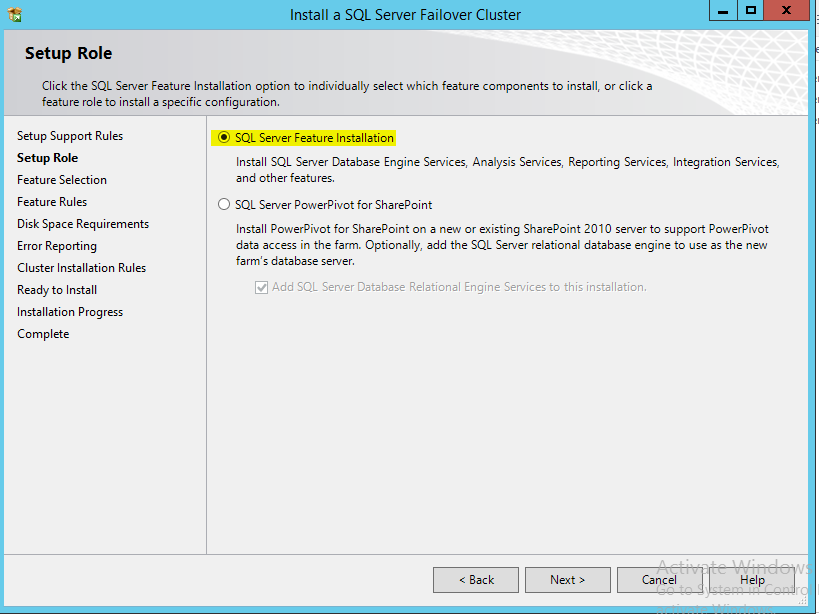 Install a SQL Server Failover Cluster
Setup Role
Click the SQL Server Feature Installation option to individually select which feature components to install, or click a
feature role to install a specific configuration.
Setup Support Rules
Setup Role
Feature Selection
Feature Rules
Disk Space Requirements
Error Reporting
Cluster Installation Rules
Ready to Install
Installation Progress
Complete
SQL Server Feature Installation
Install SQL Server Database Engine Services, Analysis Services, Reporting Services, Integration Services,
and other features.
SQL Server PowerPivot for SharePoint
Install PowerPivot for SharePoint on a new or existing SharePoint 2010 server to support PowerPivot
data access in the farm. Optionally, add the SQL Server relational database engine to use as the new
farm's database server.
Add SQL Server Database Relational Engine Services to this installation.
< Back
Next >
Cancel
Help
Activate Windows
Go to System in Contro